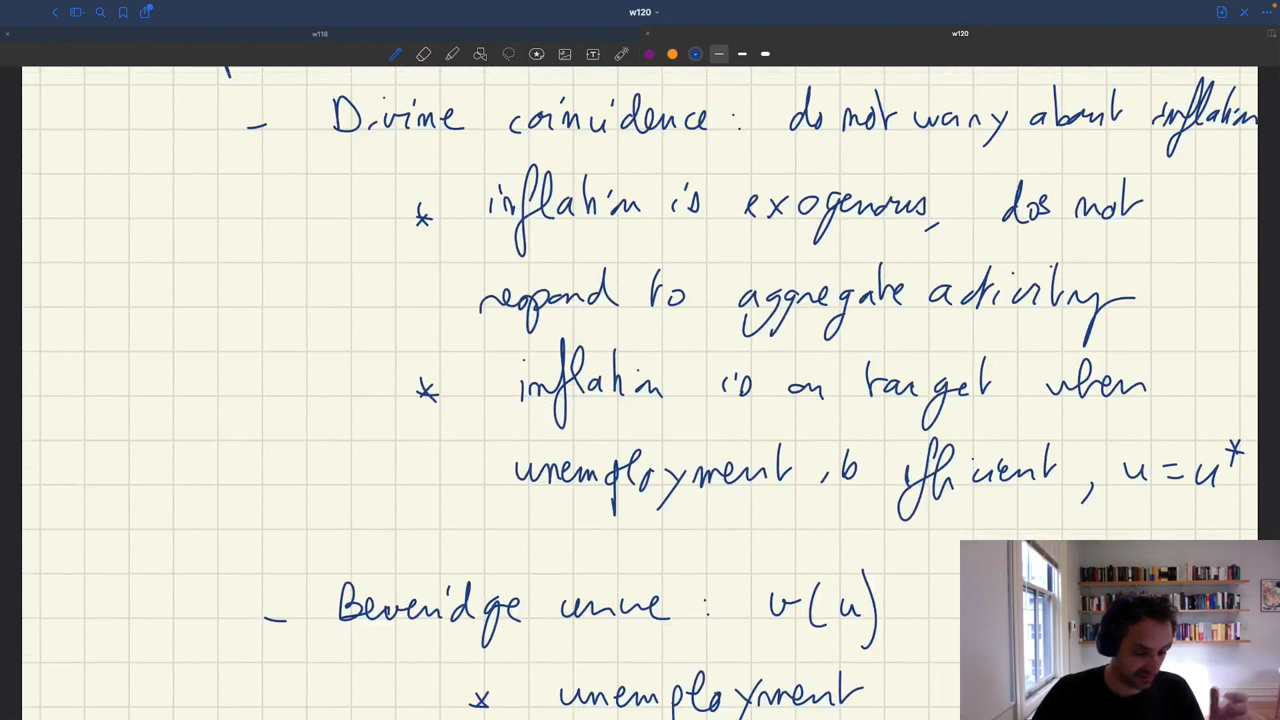 w120
w118
w120
- Divine coincidence : do not worry about inflation
* inflation is exogenous, does not
respond to aggregate activity
* inflation is on target when
unemployment is efficient, u = u*
- Beveridge curve : v(u)
* unemployment